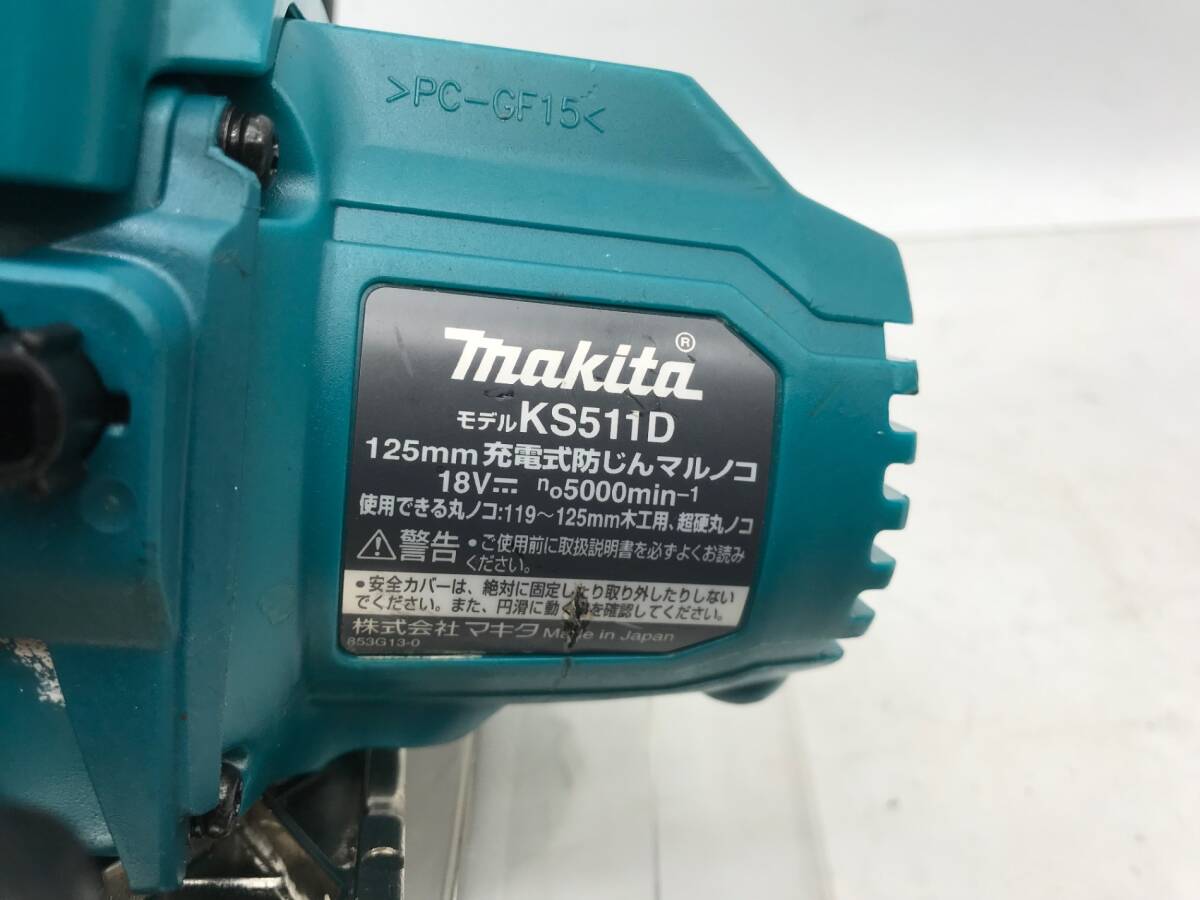 >PC-GF15<
makita®
モデルKS511D
125mm 充電式防じんマルノコ
18V⎓ no5000min-1
使用できる丸ノコ:119～125mm木工用、超硬丸ノコ
⚠警告 •ご使用前に取扱説明書を必ずよくお読み
ください。
•安全カバーは、絶対に固定したり取り外したりしない
でください。また、円滑に動く を確認してください。
株式会社 マキタ Made in Japan
853G13-0